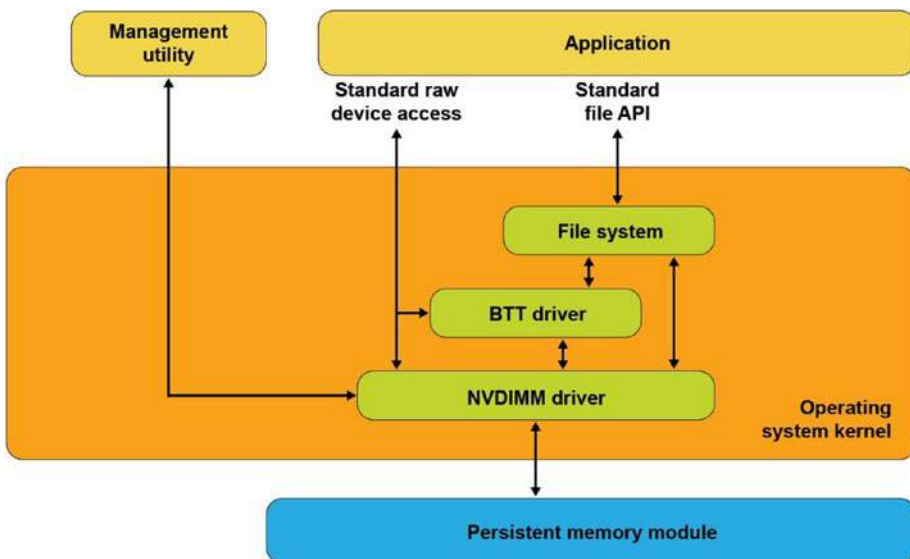 Management
utility
Application
Standard raw
device access
Standard
file API
File system
BTT driver
NVDIMM driver
Operating
system kernel
Persistent memory module